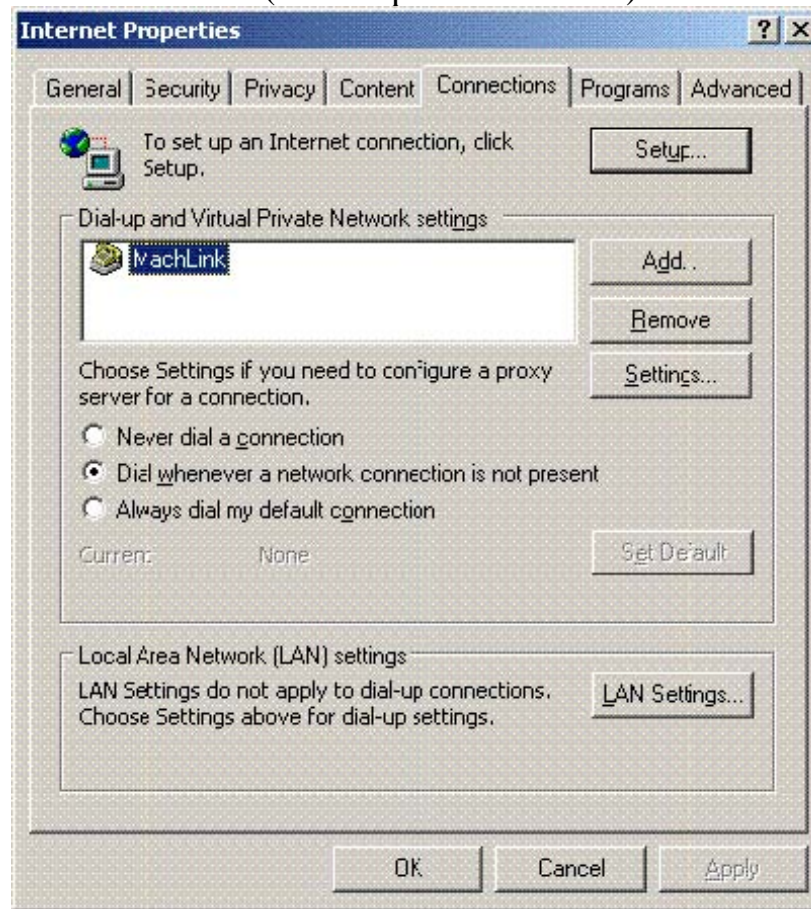 Internet Properties
General Security Privacy Content Connections Programs Advanced
To set up an Internet connection, click
Setup.
Setup...
Dial-up and Virtual Private Network settings
MachLink
Add...
Remove
Choose Settings if you need to configure a proxy
server for a connection.
Settings...
Never dial a connection
Dial whenever a network connection is not present
Always dial my default connection
Current None
Set Default
Local Area Network (LAN) settings
LAN Settings do not apply to dial-up connections.
Choose Settings above for dial-up settings.
LAN Settings...
OK Cancel Apply